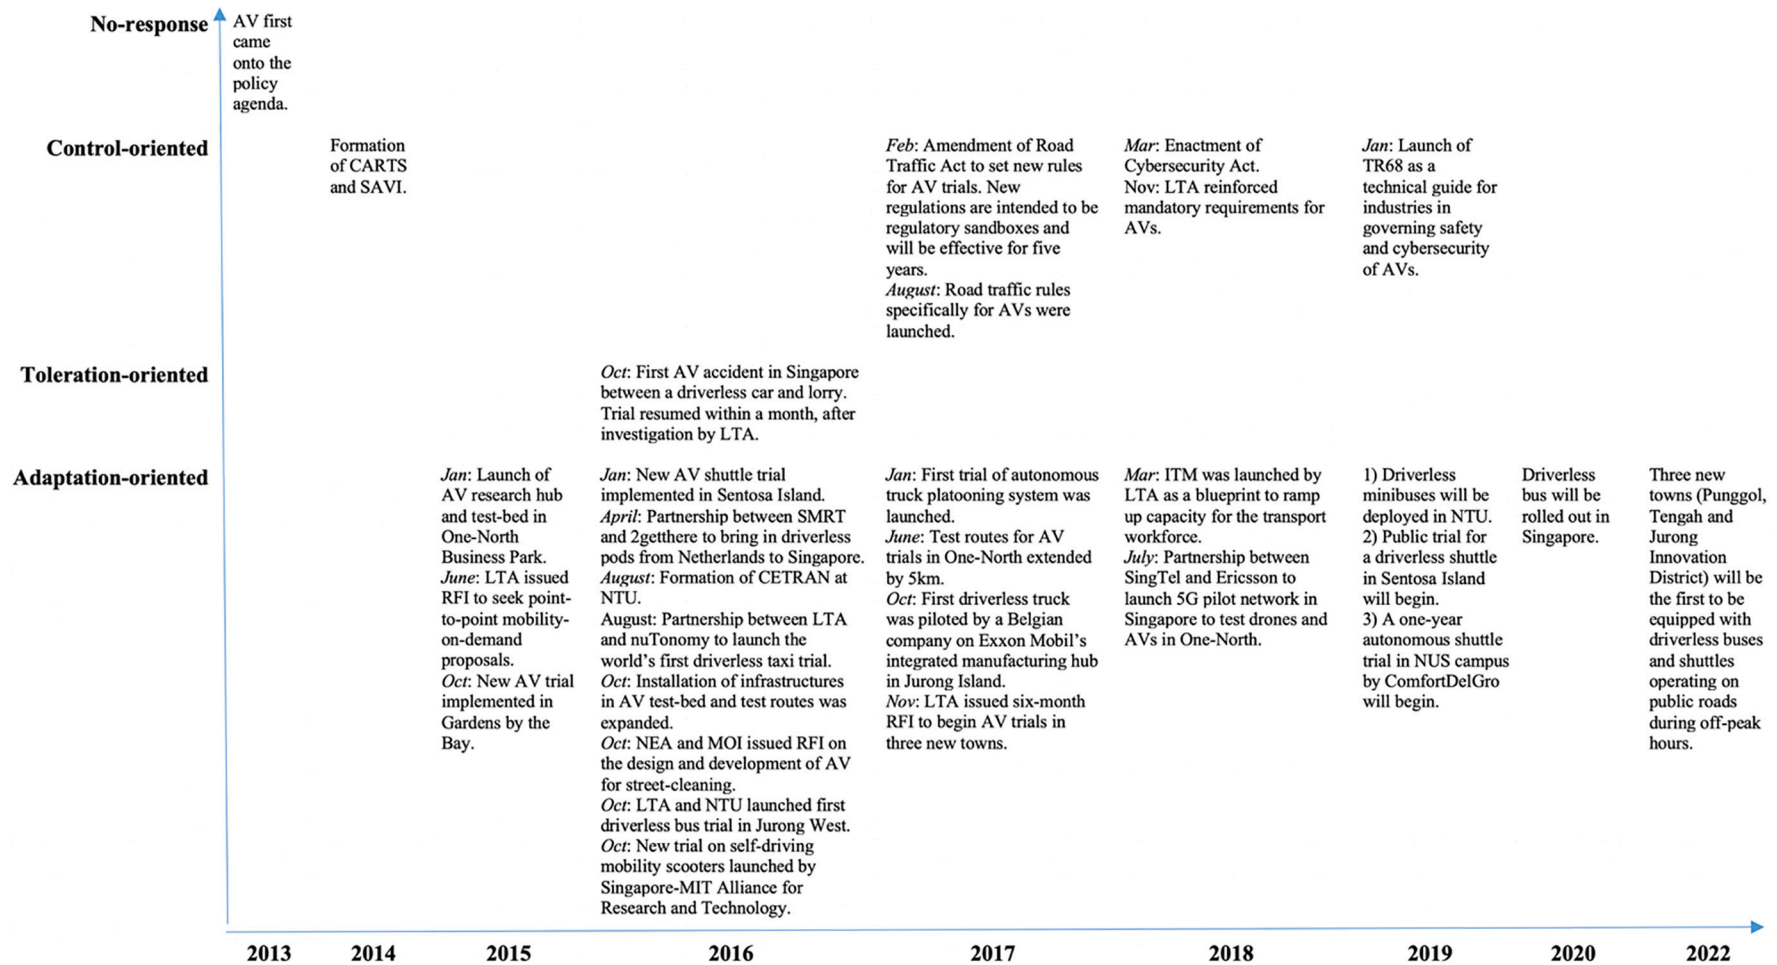 No-response
AV first
came
onto the
policy
agenda.
Control-oriented
Formation
of CARTS
and SAVI.
Feb: Amendment of Road
Traffic Act to set new rules
for AV trials. New
regulations are intended to be
regulatory sandboxes and
will be effective for five
years.
August: Road traffic rules
specifically for AVs were
launched.
Mar: Enactment of
Cybersecurity Act.
Nov: LTA reinforced
mandatory requirements for
AVs.
Jan: Launch of
TR68 as a
technical guide for
industries in
governing safety
and cybersecurity
of AVs.
Toleration-oriented
Oct: First AV accident in Singapore
between a driverless car and lorry.
Trial resumed within a month, after
investigation by LTA.
Adaptation-oriented
Jan: Launch of
AV research hub
and test-bed in
One-North
Business Park.
June: LTA issued
RFI to seek point-
to-point mobility-
on-demand
proposals.
Oct: New AV trial
implemented in
Gardens by the
Bay.
Jan: New AV shuttle trial
implemented in Sentosa Island.
April: Partnership between SMRT
and 2getthere to bring in driverless
pods from Netherlands to Singapore.
August: Formation of CETRAN at
NTU.
August: Partnership between LTA
and nuTonomy to launch the
world's first driverless taxi trial.
Oct: Installation of infrastructures
in AV test-bed and test routes was
expanded.
Oct: NEA and MOI issued RFI on
the design and development of AV
for street-cleaning.
Oct: LTA and NTU launched first
driverless bus trial in Jurong West.
Oct: New trial on self-driving
mobility scooters launched by
Singapore-MIT Alliance for
Research and Technology.
Jan: First trial of autonomous
truck platooning system was
launched.
June: Test routes for AV
trials in One-North extended
by 5km.
Oct: First driverless truck
was piloted by a Belgian
company on Exxon Mobil's
integrated manufacturing hub
in Jurong Island.
Nov: LTA issued six-month
RFI to begin AV trials in
three new towns.
Mar: ITM was launched by
LTA as a blueprint to ramp
up capacity for the transport
workforce.
July: Partnership between
SingTel and Ericsson to
launch 5G pilot network in
Singapore to test drones and
AVs in One-North.
1) Driverless
minibuses will be
deployed in NTU.
2) Public trial for
a driverless shuttle
in Sentosa Island
will begin.
3) A one-year
autonomous shuttle
trial in NUS campus
by ComfortDelGro
will begin.
Driverless
bus will be
rolled out in
Singapore.
Three new
towns (Punggol,
Tengah and
Jurong
Innovation
District) will be
the first to be
equipped with
driverless buses
and shuttles
operating on
public roads
during off-peak
hours.
2013
2014
2015
2016
2017
2018
2019
2020
2022